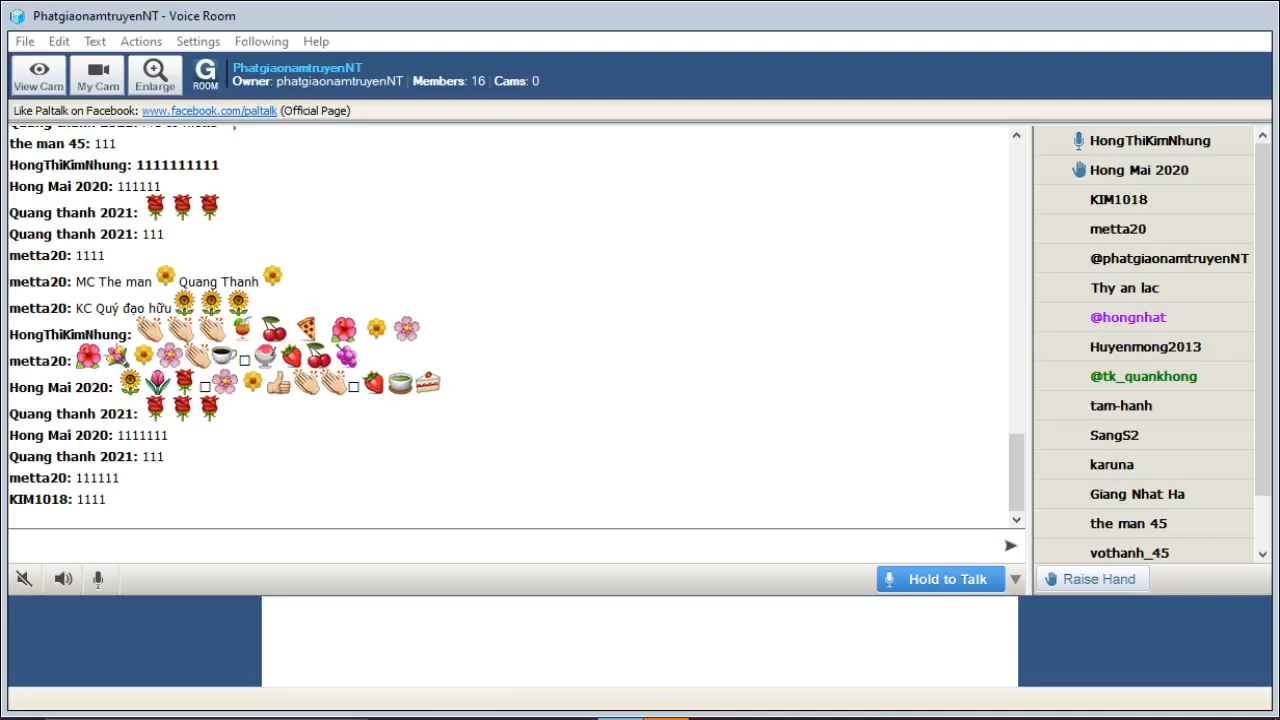 PhatgiaonamtruyenNT - Voice Room
File Edit Text Actions Settings Following Help
View Cam My Cam Enlarge G ROOM
PhatgiaonamtruyenNT
Owner: phatgiaonamtruyenNT Members: 16 Cams: 0
Like Paltalk on Facebook: www.facebook.com/paltalk (Official Page)
the man 45: 111
HongThiKimNhung: 1111111111
Hong Mai 2020: 111111
Quang thanh 2021: 🌹🌹🌹
Quang thanh 2021: 111
metta20: 1111
metta20: MC The man 🌼 Quang Thanh 🌼
metta20: KC Quý đạo hữu 🌻🌻🌻
HongThiKimNhung: 👏👏👏🍹🍒🍕🌺🌼🌸
metta20: 🌺💐🌼🌸👏☕□🍨🍓🍒🍇
Hong Mai 2020: 🌻🌷🌹□🌸🌼👍👏👏□🍓🍵🍰
Quang thanh 2021: 🌹🌹🌹
Hong Mai 2020: 1111111
Quang thanh 2021: 111
metta20: 111111
KIM1018: 1111
Hold to Talk
HongThiKimNhung
Hong Mai 2020
KIM1018
metta20
@phatgiaonamtruyenNT
Thy an lac
@hongnhat
Huyenmong2013
@tk_quankhong
tam-hanh
SangS2
karuna
Giang Nhat Ha
the man 45
vothanh_45
Raise Hand